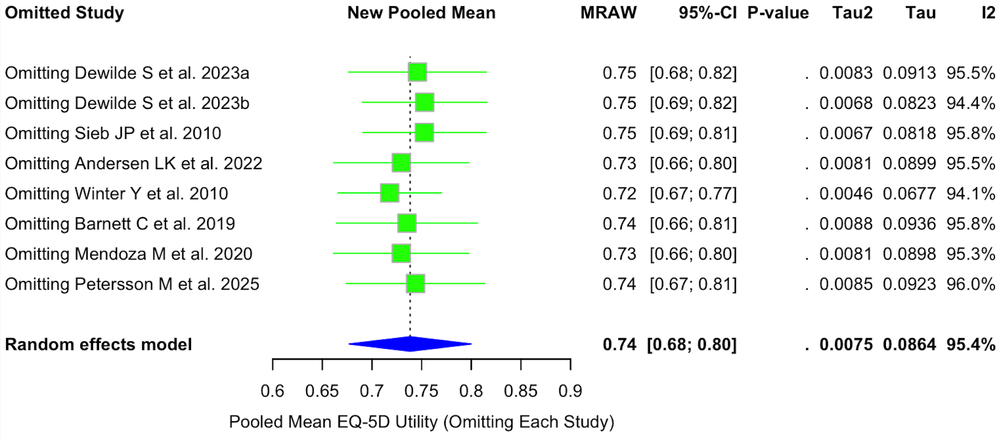 Omitted Study New Pooled Mean MRAW 95%-CI P-value Tau2 Tau I2
Omitting Dewilde S et al. 2023a 0.75 [0.68; 0.82] . 0.0083 0.0913 95.5%
Omitting Dewilde S et al. 2023b 0.75 [0.69; 0.82] . 0.0068 0.0823 94.4%
Omitting Sieb JP et al. 2010 0.75 [0.69; 0.81] . 0.0067 0.0818 95.8%
Omitting Andersen LK et al. 2022 0.73 [0.66; 0.80] . 0.0081 0.0899 95.5%
Omitting Winter Y et al. 2010 0.72 [0.67; 0.77] . 0.0046 0.0677 94.1%
Omitting Barnett C et al. 2019 0.74 [0.66; 0.81] . 0.0088 0.0936 95.8%
Omitting Mendoza M et al. 2020 0.73 [0.66; 0.80] . 0.0081 0.0898 95.3%
Omitting Petersson M et al. 2025 0.74 [0.67; 0.81] . 0.0085 0.0923 96.0%
Random effects model 0.74 [0.68; 0.80] . 0.0075 0.0864 95.4%
0.6 0.65 0.7 0.75 0.8 0.85 0.9
Pooled Mean EQ-5D Utility (Omitting Each Study)